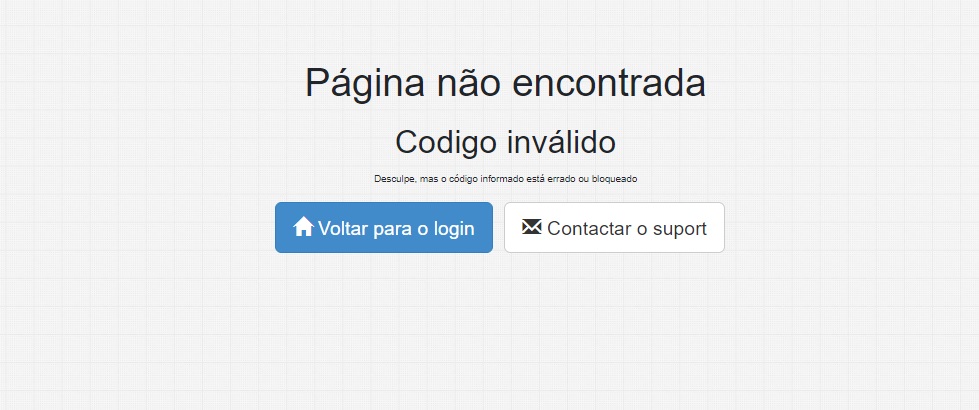 Página não encontrada
Codigo inválido
Desculpe, mas o código informado está errado ou bloqueado
Voltar para o login
Contactar o suport